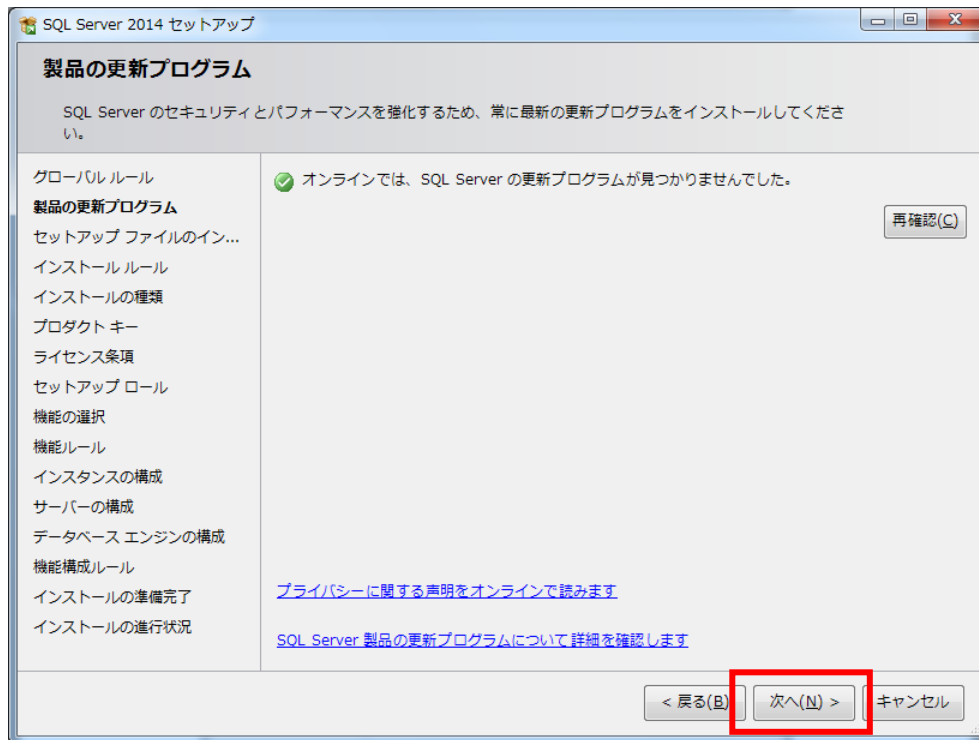 SQL Server 2014 セットアップ
製品の更新プログラム
SQL Server のセキュリティとパフォーマンスを強化するため、常に最新の更新プログラムをインストールしてくださ
い。
グローバル ルール
製品の更新プログラム
セットアップ ファイルのイン...
インストール ルール
インストールの種類
プロダクト キー
ライセンス条項
セットアップ ロール
機能の選択
機能ルール
インスタンスの構成
サーバーの構成
データベース エンジンの構成
機能構成ルール
インストールの準備完了
インストールの進行状況
オンラインでは、SQL Server の更新プログラムが見つかりませんでした。
再確認(C)
プライバシーに関する声明をオンラインで読みます
SQL Server 製品の更新プログラムについて詳細を確認します
< 戻る(B)
次へ(N) >
キャンセル